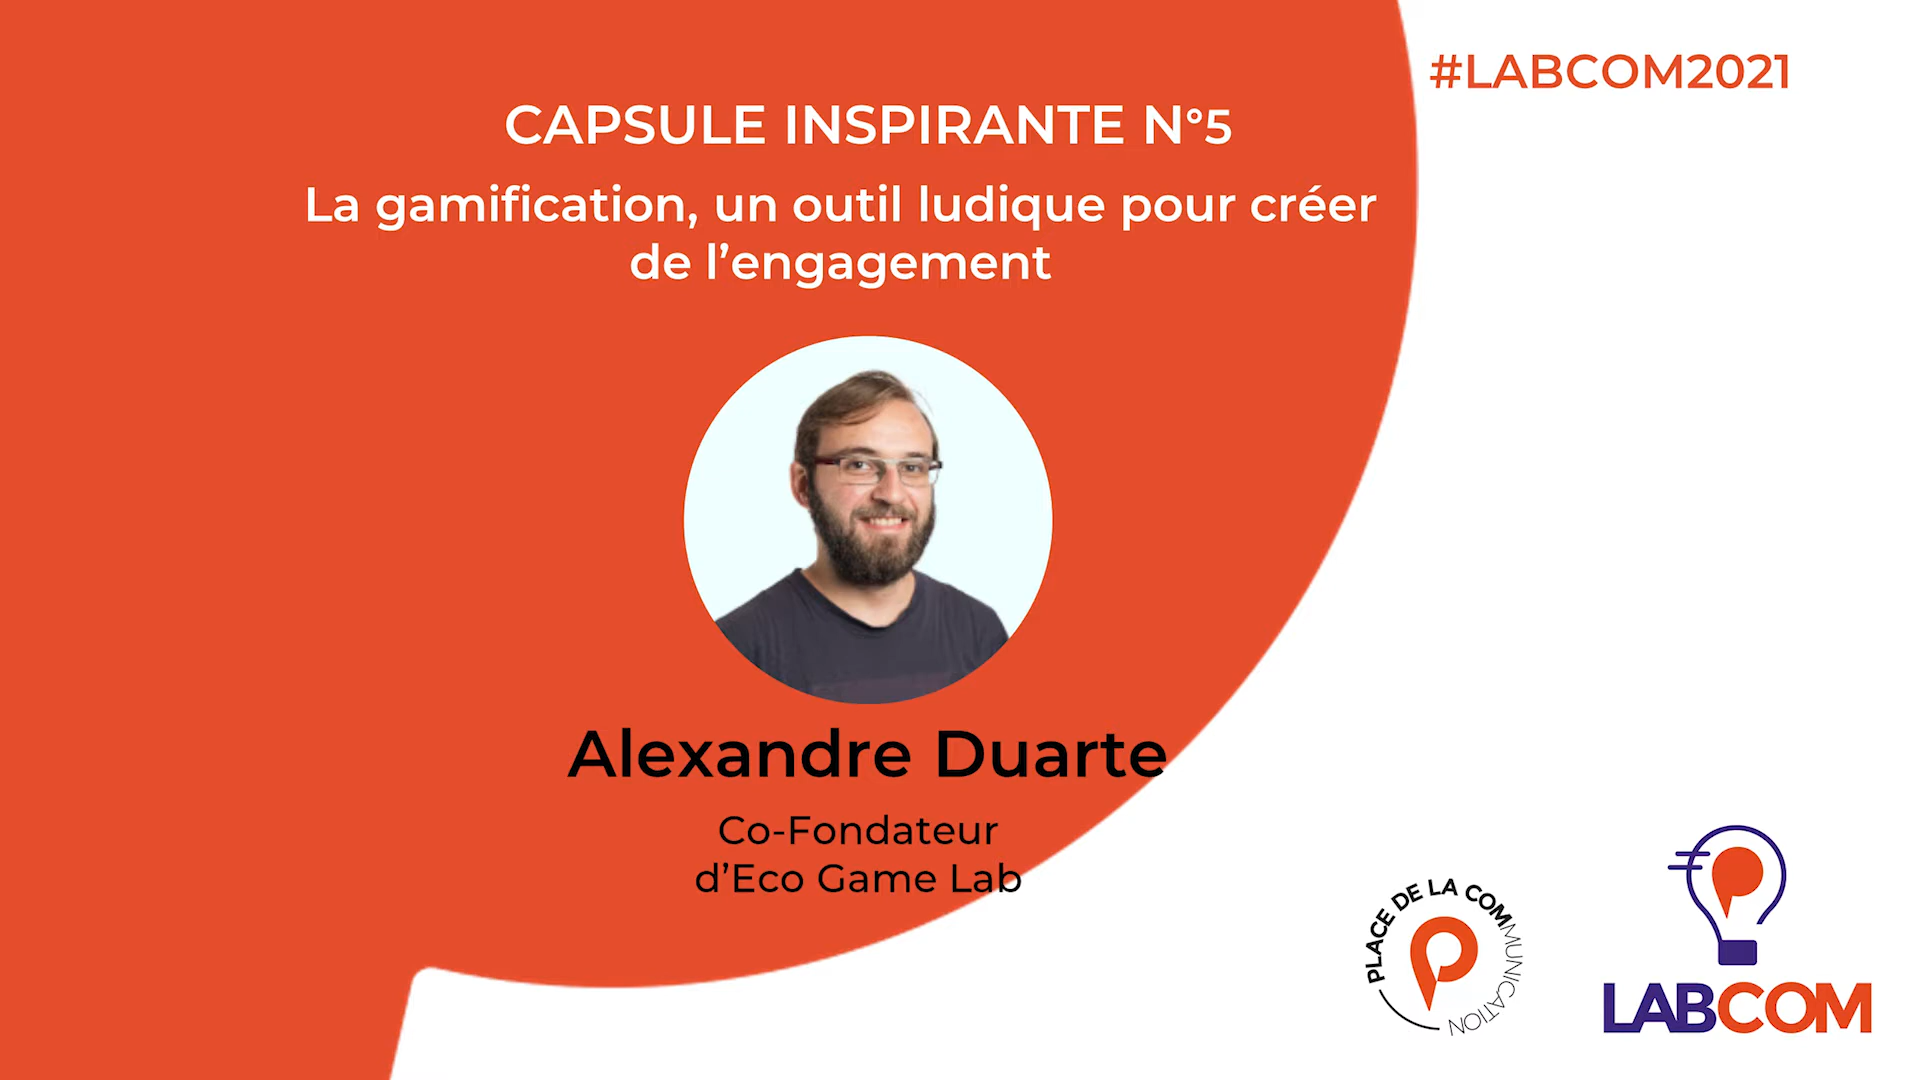 #LABCOM2021
CAPSULE INSPIRANTE N°5
La gamification, un outil ludique pour créer
de l’engagement
Alexandre Duarte
Co-Fondateur
d’Eco Game Lab
PLACE DE LA COMMUNICATION
LABCOM